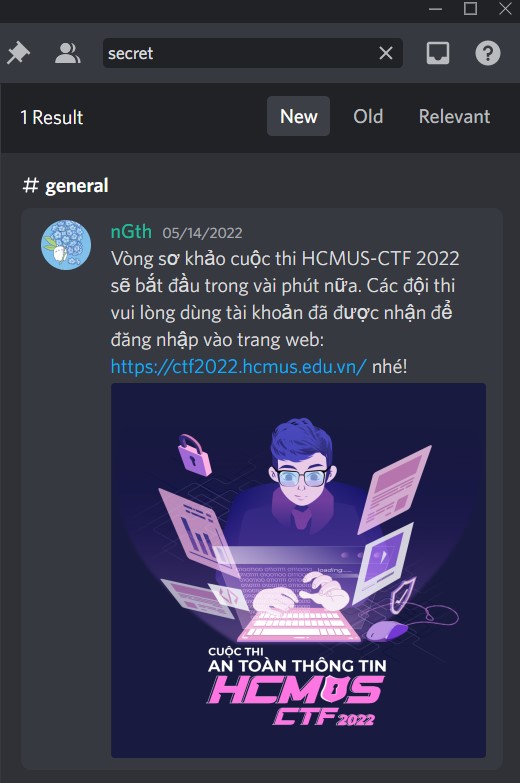 secret
1 Result
New
Old
Relevant
# general
nGth 05/14/2022
Vòng sơ khảo cuộc thi HCMUS-CTF 2022
sẽ bắt đầu trong vài phút nữa. Các đội thi
vui lòng dùng tài khoản đã được nhận để
đăng nhập vào trang web:
https://ctf2022.hcmus.edu.vn/ nhé!
loading.....
CUỘC THI
AN TOÀN THÔNG TIN
HCMUS
CTF 2022